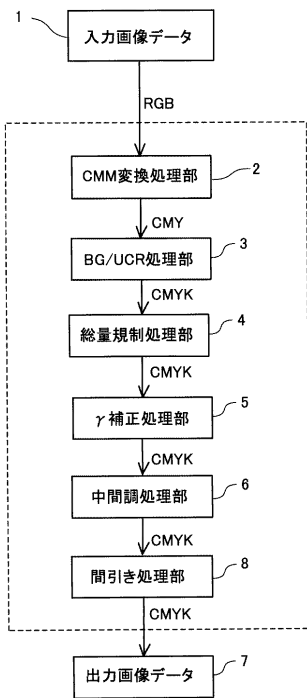 1
入力画像データ
RGB
CMM変換処理部
2
CMY
BG/UCR処理部
3
CMYK
総量規制処理部
4
CMYK
γ補正処理部
5
CMYK
中間調処理部
6
CMYK
間引き処理部
8
CMYK
出力画像データ
7